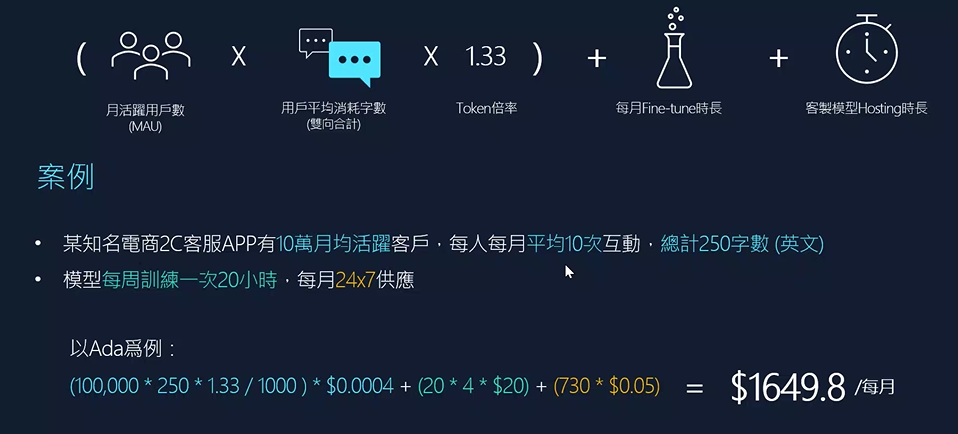 ( X X 1.33 ) + +
月活躍用戶數
(MAU)
用戶平均消耗字數
(雙向合計)
Token倍率
每月Fine-tune時長
客製模型Hosting時長
案例
• 某知名電商2C客服APP有10萬月均活躍客戶，每人每月平均10次互動，總計250字數 (英文)
• 模型每周訓練一次20小時，每月24x7供應
以Ada爲例：
(100,000 * 250 * 1.33 / 1000 ) * $0.0004 + (20 * 4 * $20) + (730 * $0.05) = $1649.8 /每月